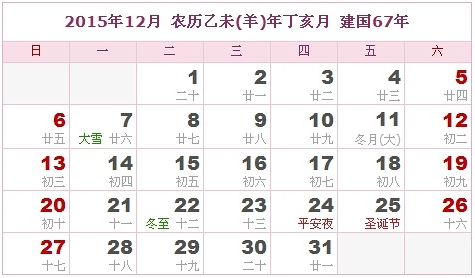 2015年12月 农历乙未(羊)年丁亥月 建国67年
日 一 二 三 四 五 六
1 2 3 4 5
二十 廿一 廿二 廿三 廿四
6 7 8 9 10 11 12
廿五 大雪 廿六 廿七 廿八 廿九 冬月(大) 初二
13 14 15 16 17 18 19
初三 初四 初五 初六 初七 初八 初九
20 21 22 23 24 25 26
初十 十一 冬至 十二 十三 平安夜 圣诞节 十六
27 28 29 30 31
十七 十八 十九 二十 廿一